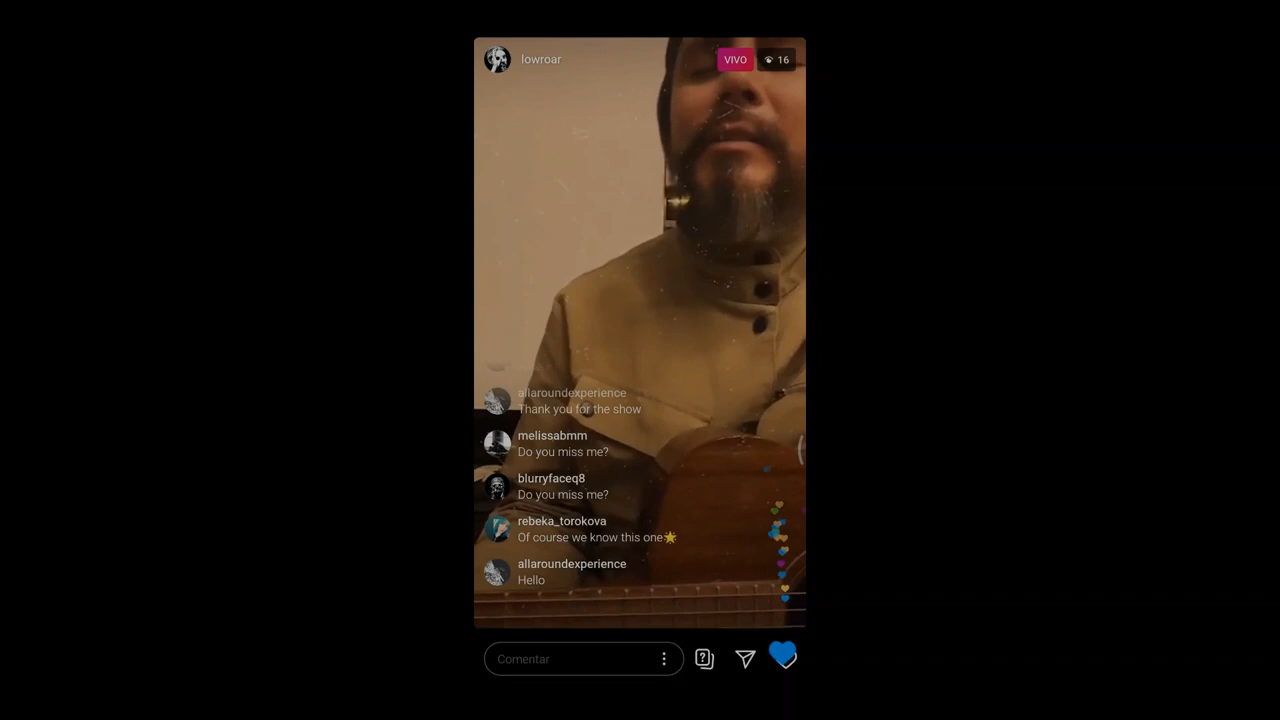 lowroar
VIVO
16
allaroundexperience
Thank you for the show
melissabmm
Do you miss me?
blurryfaceq8
Do you miss me?
rebeka_torokova
Of course we know this one🌟
allaroundexperience
Hello
Comentar